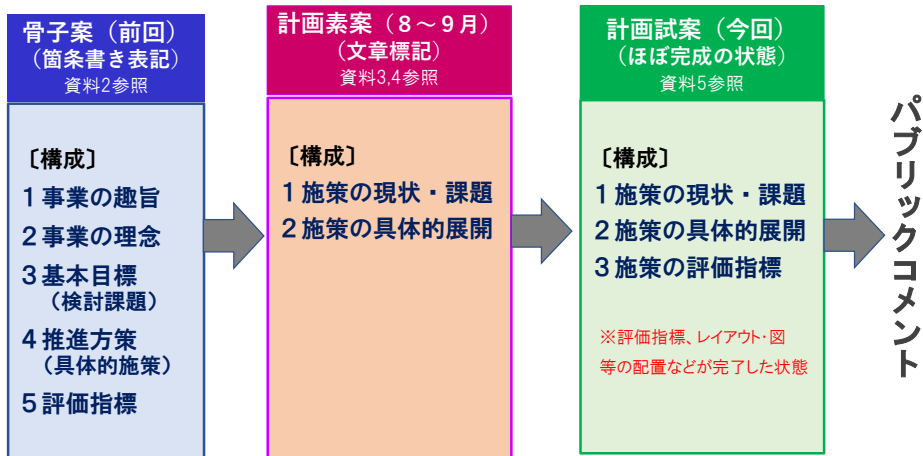 骨子案（前回）
（箇条書き表記）
資料2参照
〔構成〕
1 事業の趣旨
2 事業の理念
3 基本目標
（検討課題）
4 推進方策
（具体的施策）
5 評価指標
計画素案（８～９月）
（文章標記）
資料3,4参照
〔構成〕
1 施策の現状・課題
2 施策の具体的展開
計画試案（今回）
（ほぼ完成の状態）
資料5参照
〔構成〕
1 施策の現状・課題
2 施策の具体的展開
3 施策の評価指標
※評価指標、レイアウト・図
等の配置などが完了した状態
パブリックコメント